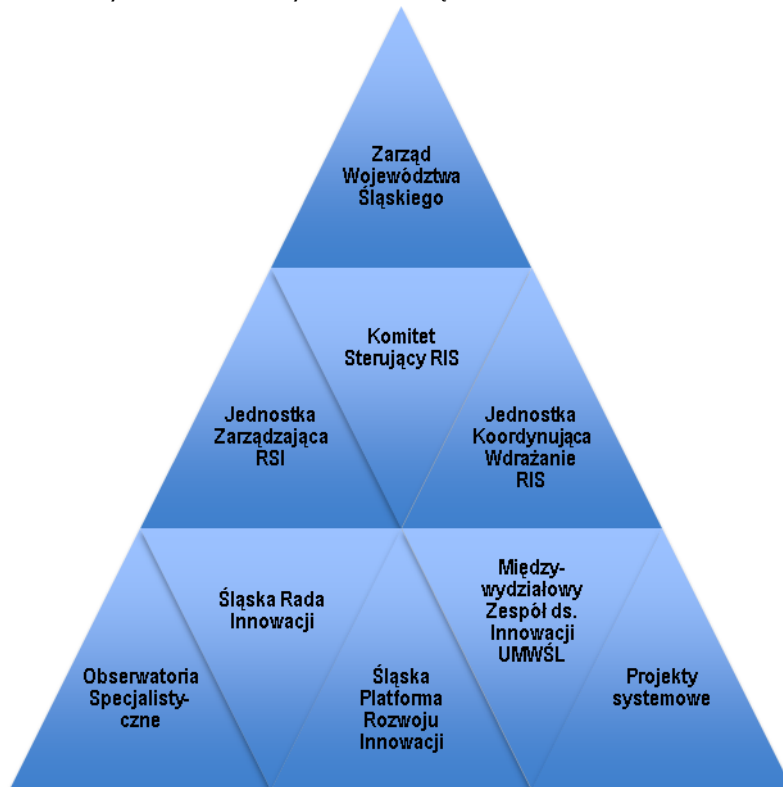 Zarząd
Województwa
Śląskiego
Komitet
Sterujący RIS
Jednostka
Zarządzająca
RSI
Jednostka
Koordynująca
Wdrażanie
RIS
Obserwatoria
Specjalisty-
czne
Śląska Rada
Innowacji
Śląska
Platforma
Rozwoju
Innowacji
Między-
wydziałowy
Zespół ds.
Innowacji
UMWŚL
Projekty
systemowe